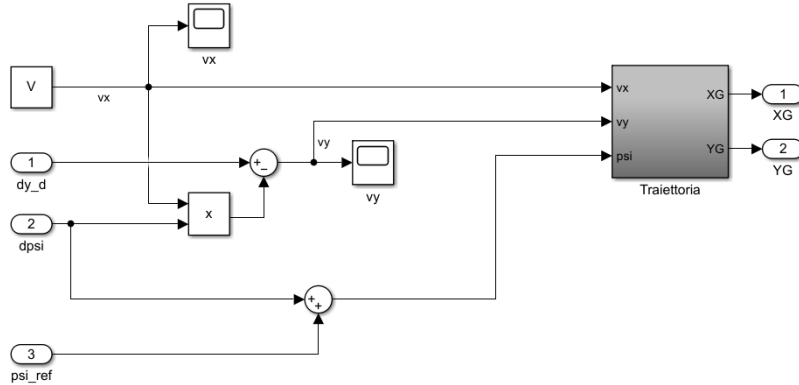 vx
V
vx
1
dy_d
2
dpsi
3
psi_ref
+
−
x
vy
vy
+
+
vx
vy
psi
XG
YG
Traiettoria
1
XG
2
YG